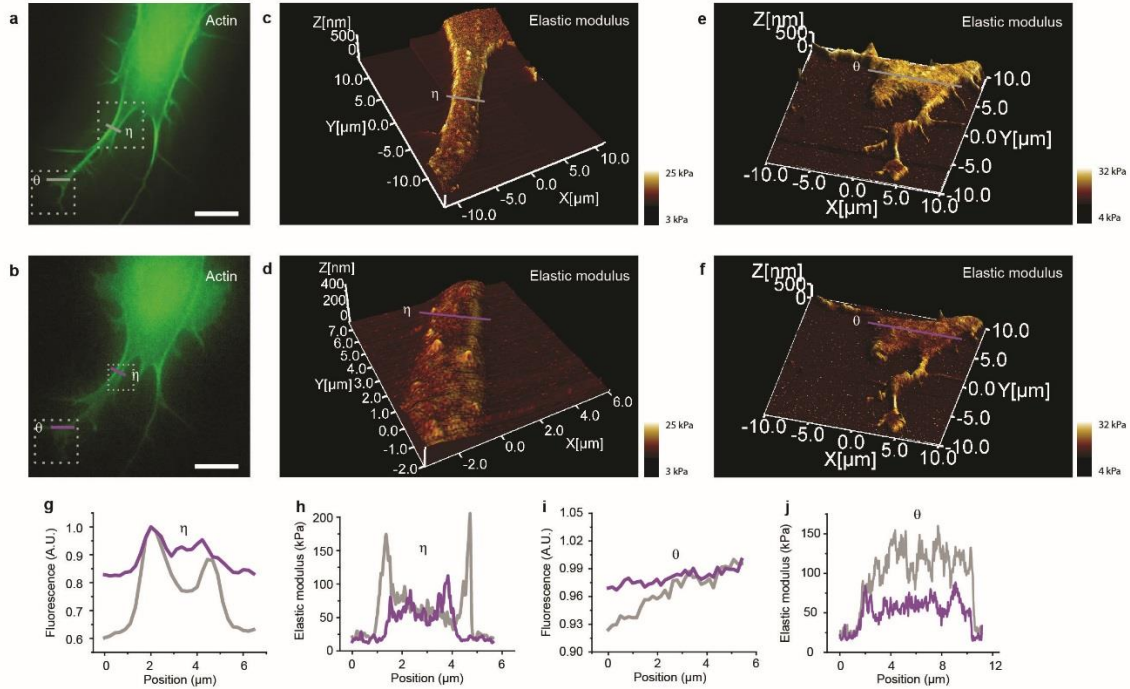 a
Actin
η
θ
b
Actin
η
θ
c
Elastic modulus
Z[nm]
500
0
η
10.0
5.0
Y[µm]
0.0
-5.0
-10.0
-10.0
-5.0
0.0
5.0
10.0
X[µm]
25 kPa
3 kPa
d
Elastic modulus
Z[nm]
400
200
0
η
7.0
6.0
5.0
4.0
Y[µm]
3.0
2.0
1.0
0.0
-1.0
-2.0
-2.0
0.0
2.0
4.0
6.0
X[µm]
25 kPa
3 kPa
e
Elastic modulus
Z[nm]
500
0
θ
10.0
5.0
0.0
Y[µm]
-5.0
-10.0
-10.0
-5.0
0.0
5.0
10.0
X[µm]
32 kPa
4 kPa
f
Elastic modulus
Z[nm]
500
0
θ
10.0
5.0
0.0
Y[µm]
-5.0
-10.0
-10.0
-5.0
0.0
5.0
10.0
X[µm]
32 kPa
4 kPa
g
η
Fluorescence (A.U.)
1.0
0.9
0.8
0.7
0.6
0
2
4
6
Position (µm)
h
η
Elastic modulus (kPa)
200
150
100
50
0
0
2
4
6
Position (µm)
i
θ
Fluorescence (A.U.)
1.05
1.02
0.99
0.96
0.93
0.90
0
2
4
6
Position (µm)
j
θ
Elastic modulus (kPa)
200
150
100
50
0
0
4
8
12
Position (µm)